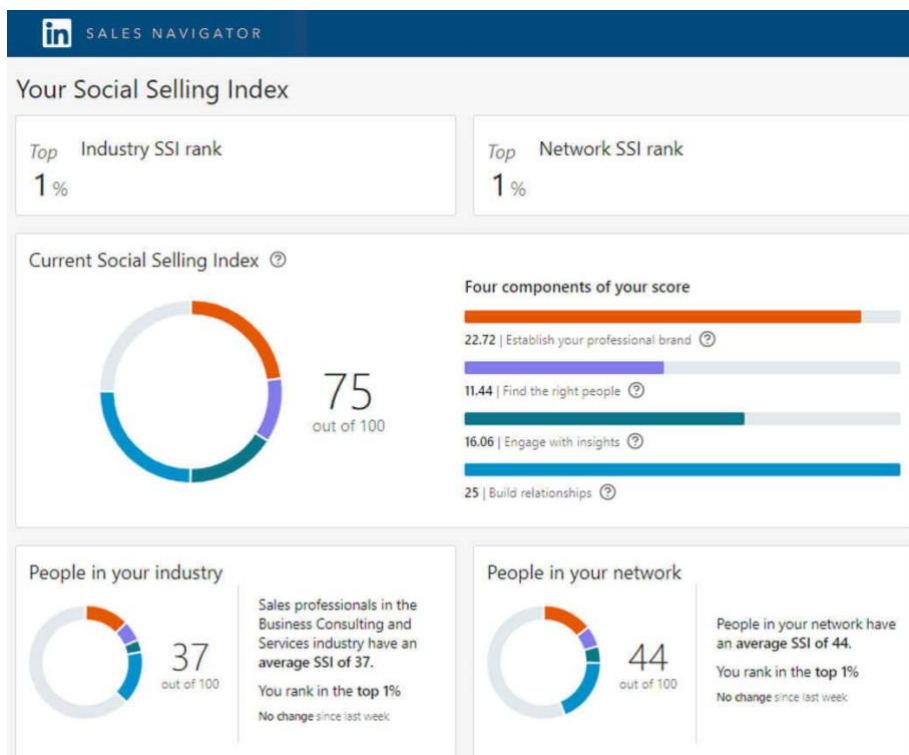 in SALES NAVIGATOR
Your Social Selling Index
Top Industry SSI rank
1 %
Top Network SSI rank
1 %
Current Social Selling Index ?
75
out of 100
Four components of your score
22.72 | Establish your professional brand ?
11.44 | Find the right people ?
16.06 | Engage with insights ?
25 | Build relationships ?
People in your industry
37
out of 100
Sales professionals in the
Business Consulting and
Services industry have an
average SSI of 37.
You rank in the top 1%
No change since last week
People in your network
44
out of 100
People in your network have
an average SSI of 44.
You rank in the top 1%
No change since last week